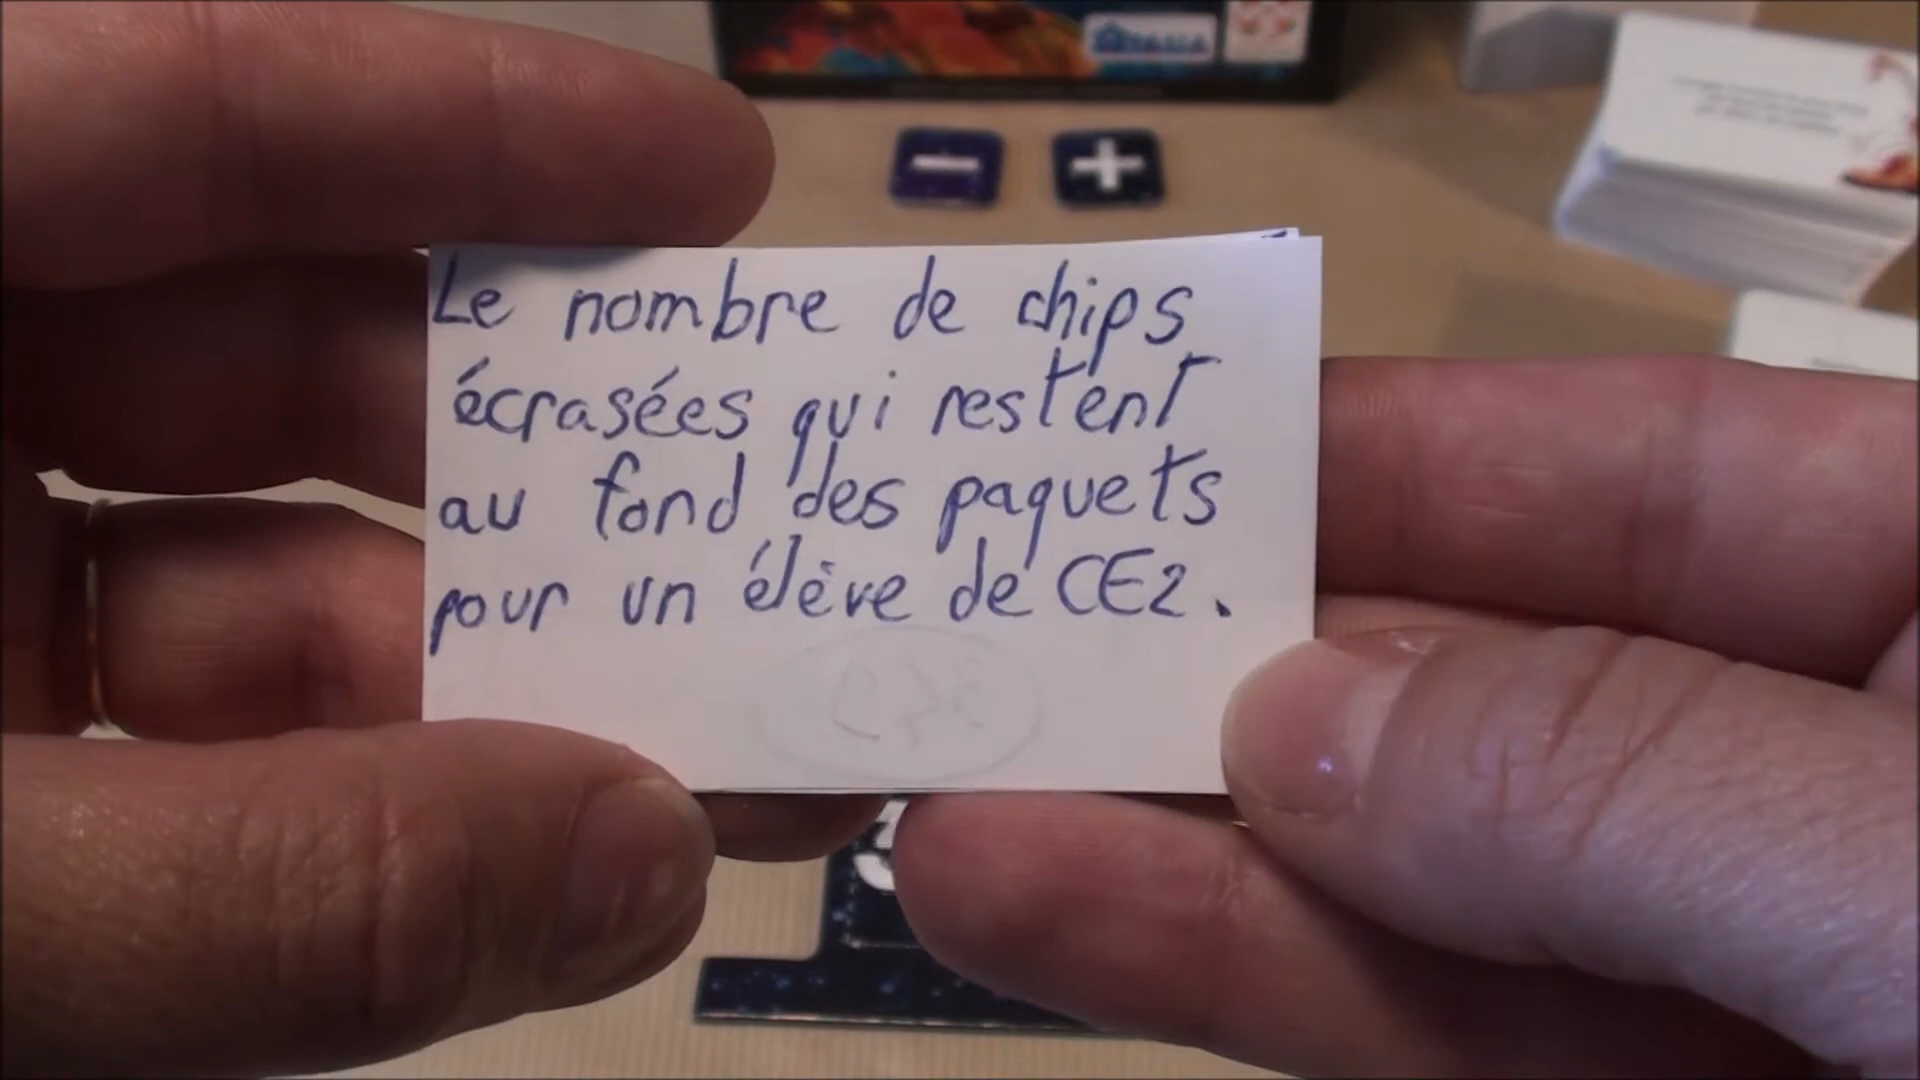 Le nombre de chips
écrasées qui restent
au fond des paquets
pour un élève de CE2.